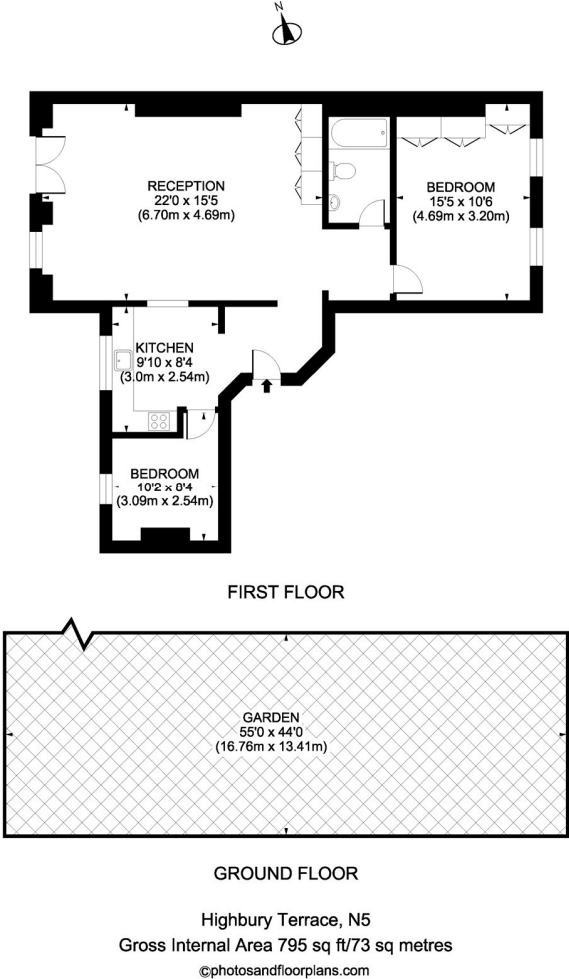 N
RECEPTION
22'0 x 15'5
(6.70m x 4.69m)
BEDROOM
15'5 x 10'6
(4.69m x 3.20m)
KITCHEN
9'10 x 8'4
(3.0m x 2.54m)
BEDROOM
10'2 x 8'4
(3.09m x 2.54m)
FIRST FLOOR
GARDEN
55'0 x 44'0
(16.76m x 13.41m)
GROUND FLOOR
Highbury Terrace, N5
Gross Internal Area 795 sq ft/73 sq metres
©photosandfloorplans.com